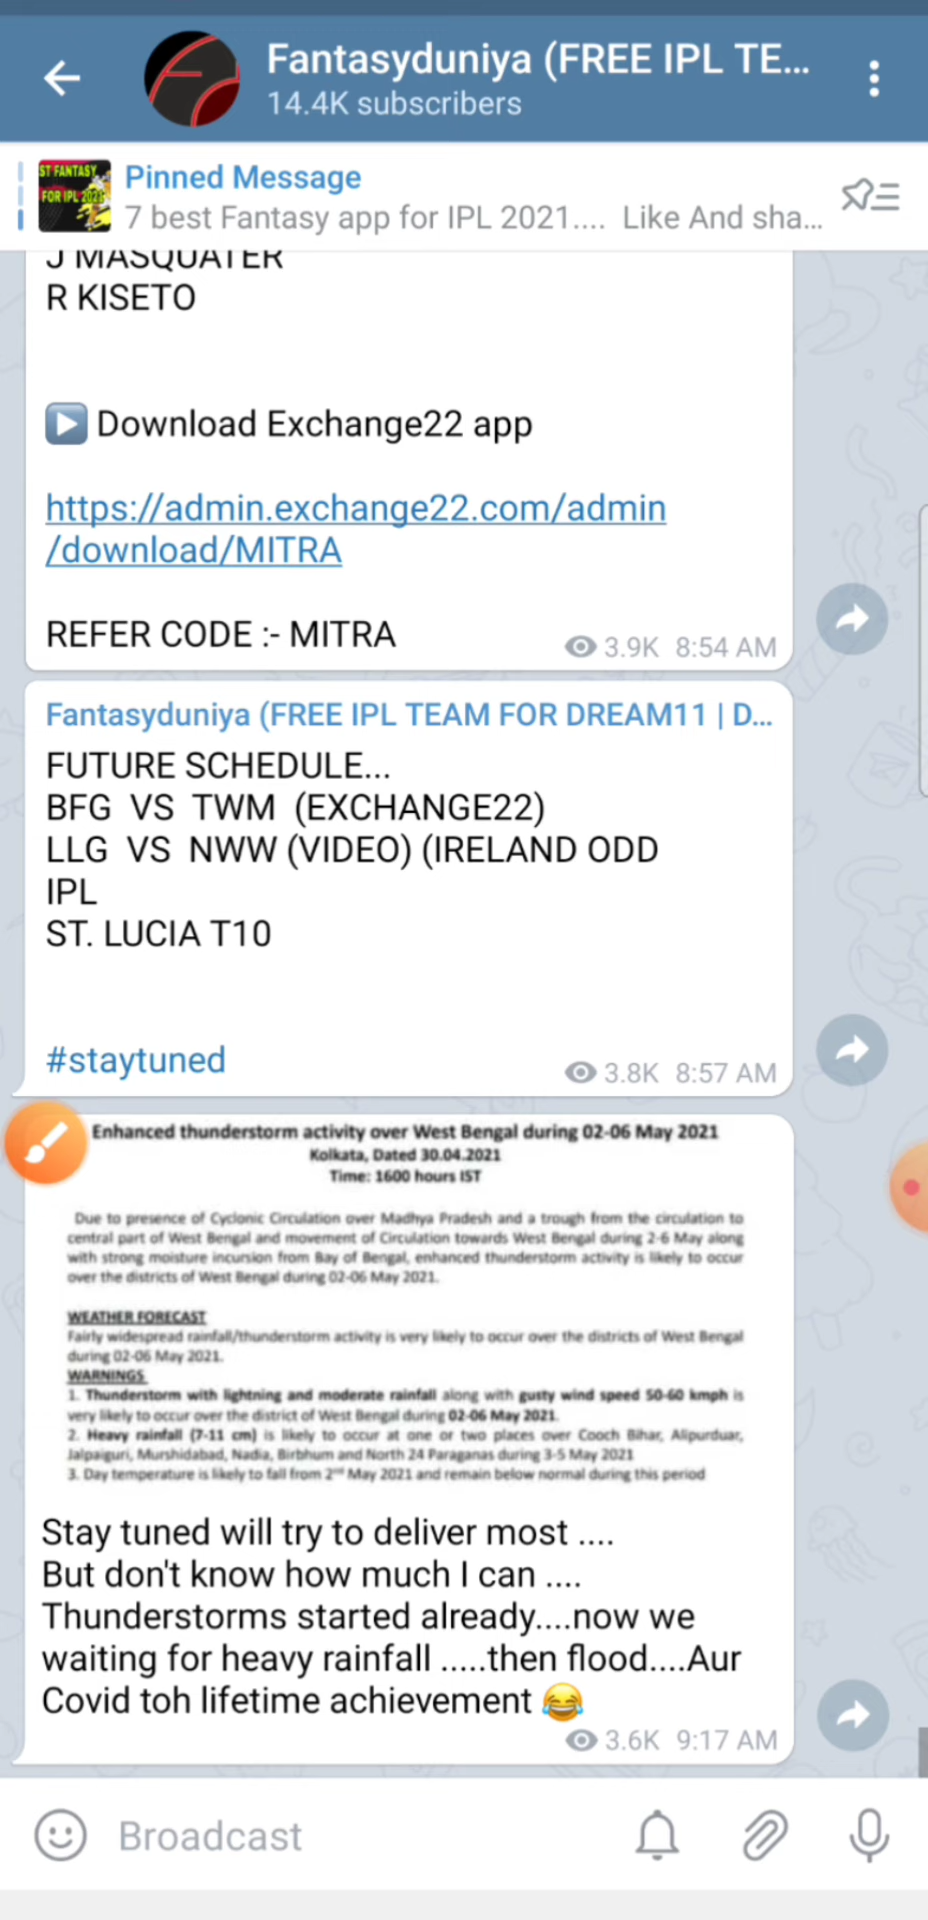 Fantasyduniya (FREE IPL TE...
14.4K subscribers
ST FANTASY
FOR IPL 2021
Pinned Message
7 best Fantasy app for IPL 2021.... Like And sha...
J MASQUATER
R KISETO
Download Exchange22 app
https://admin.exchange22.com/admin
/download/MITRA
REFER CODE :- MITRA
3.9K 8:54 AM
Fantasyduniya (FREE IPL TEAM FOR DREAM11 | D...
FUTURE SCHEDULE...
BFG VS TWM (EXCHANGE22)
LLG VS NWW (VIDEO) (IRELAND ODD
IPL
ST. LUCIA T10
#staytuned
3.8K 8:57 AM
Enhanced thunderstorm activity over West Bengal during 02-06 May 2021
Kolkata, Dated 30.04.2021
Time: 1600 hours IST
Due to presence of Cyclonic Circulation over Madhya Pradesh and a trough from the circulation to
central part of West Bengal and movement of Circulation towards West Bengal during 2-6 May along
with strong moisture incursion from Bay of Bengal, enhanced thunderstorm activity is likely to occur
over the districts of West Bengal during 02-06 May 2021.
WEATHER FORECAST
Fairly widespread rainfall/thunderstorm activity is very likely to occur over the districts of West Bengal
during 02-06 May 2021.
WARNINGS
1. Thunderstorm with lightning and moderate rainfall along with gusty wind speed 50-60 kmph is
very likely to occur over the district of West Bengal during 02-06 May 2021.
2. Heavy rainfall (7-11 cm) is likely to occur at one or two places over Cooch Bihar, Alipurduar,
Jalpaiguri, Murshidabad, Nadia, Birbhum and North 24 Paraganas during 3-5 May 2021
3. Day temperature is likely to fall from 2nd May 2021 and remain below normal during this period
Stay tuned will try to deliver most ....
But don't know how much I can ....
Thunderstorms started already....now we
waiting for heavy rainfall .....then flood....Aur
Covid toh lifetime achievement 😂
3.6K 9:17 AM
Broadcast